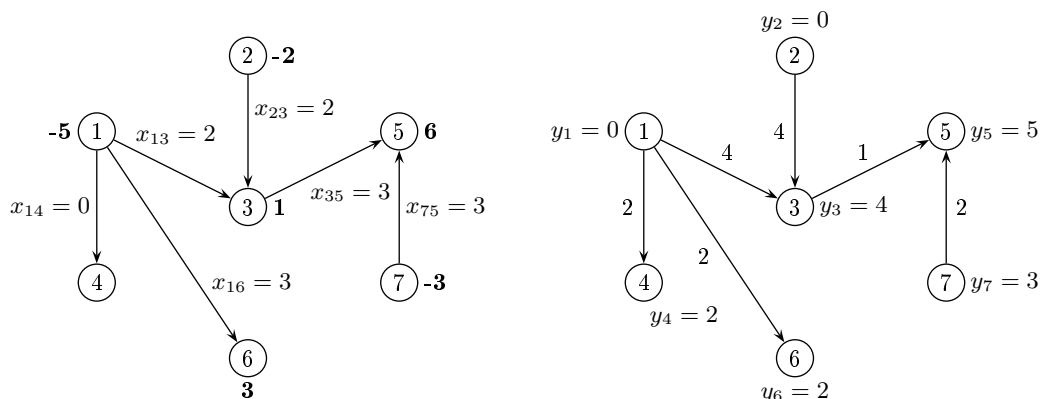 2 -2
x₂₃ = 2
-5 1
x₁₃ = 2
5 6
x₃₅ = 3
3 1
x₁₄ = 0
x₇₅ = 3
4
x₁₆ = 3
7 -3
6
3
y₂ = 0
2
4
y₁ = 0 1
4
1
5 y₅ = 5
3 y₃ = 4
2
2
2
4
y₄ = 2
7 y₇ = 3
6
y₆ = 2